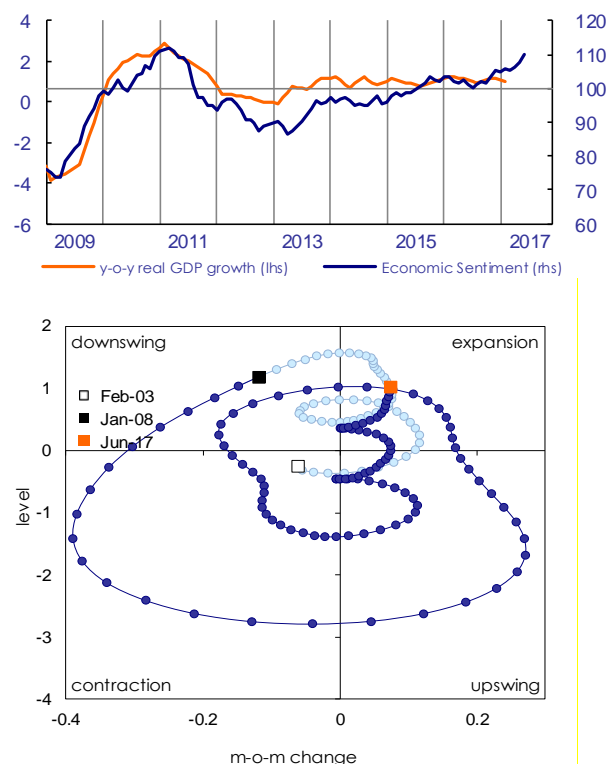 4 120
2 110
0 100
-2 90
-4 80
-6 70
60
2009 2011 2013 2015 2017
y-o-y real GDP growth (lhs) Economic Sentiment (rhs)
2
downswing expansion
Feb-03
1
Jan-08
Jun-17
0
level
-1
-2
-3
contraction upswing
-4
-0.4 -0.2 0 0.2
m-o-m change